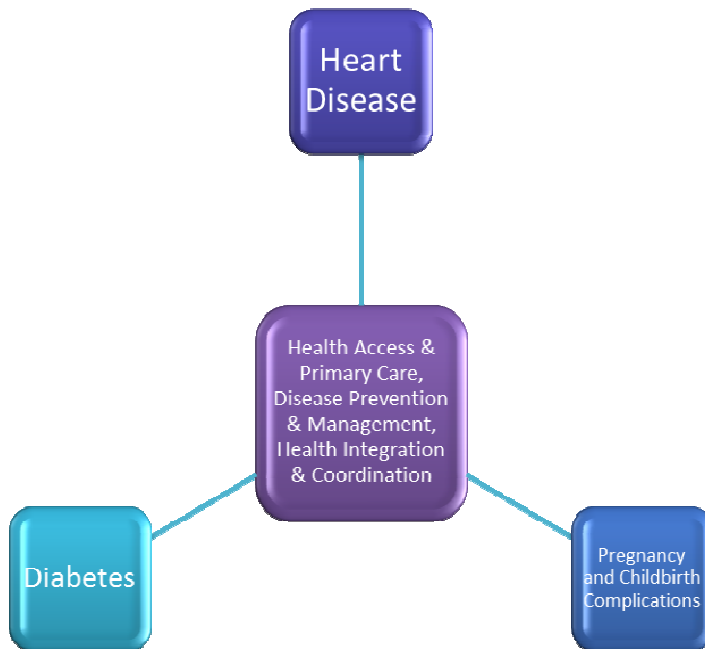 Heart
Disease
Health Access &
Primary Care,
Disease Prevention
& Management,
Health Integration
& Coordination
Diabetes
Pregnancy
and Childbirth
Complications